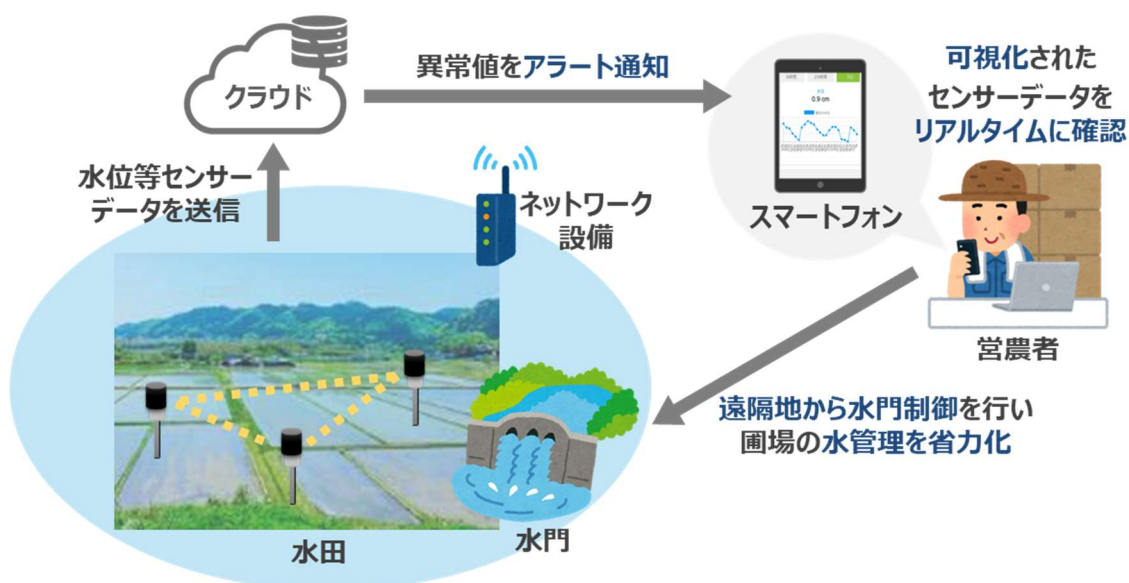 クラウド
異常値をアラート通知
可視化された
センサーデータを
リアルタイムに確認
0.9 cm
スマートフォン
水位等センサー
データを送信
ネットワーク
設備
営農者
遠隔地から水門制御を行い
圃場の水管理を省力化
水田
水門